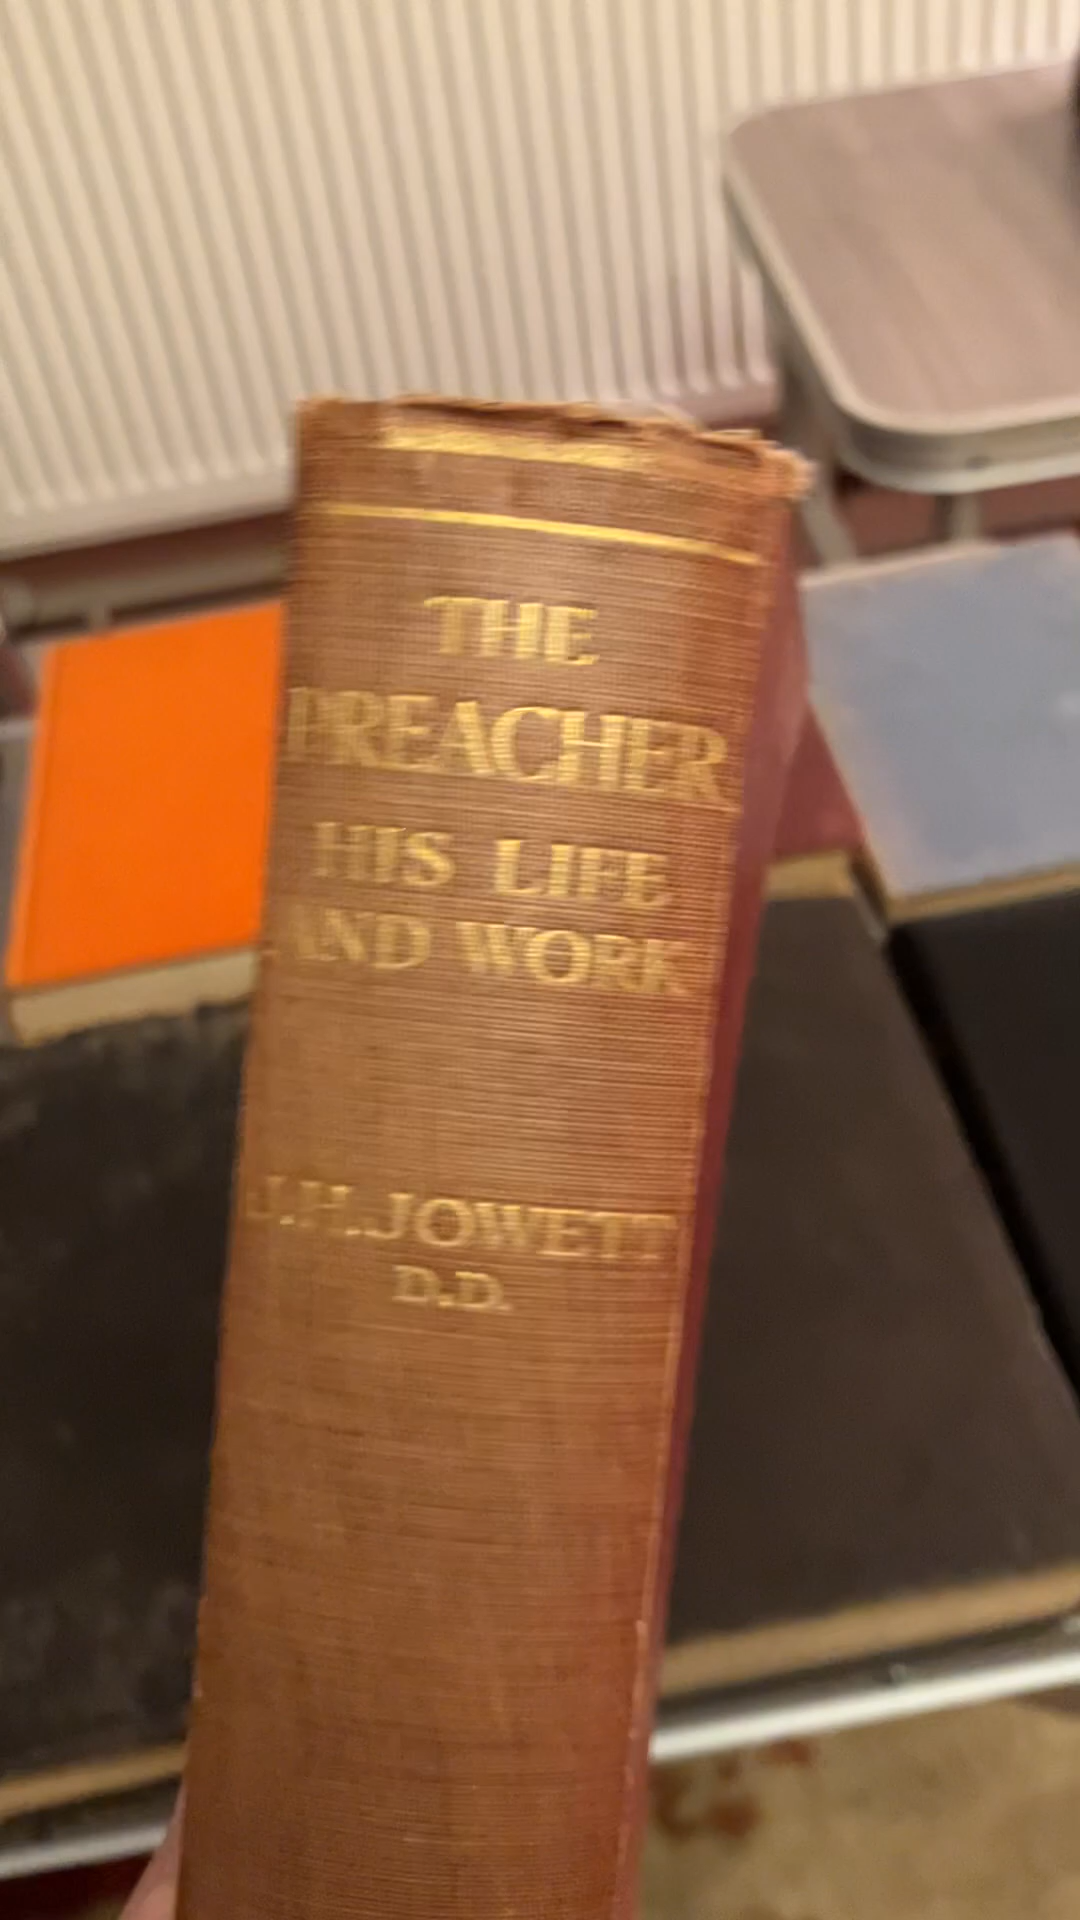 THE
PREACHER
HIS LIFE
AND WORK
J.H. JOWETT
D.D.